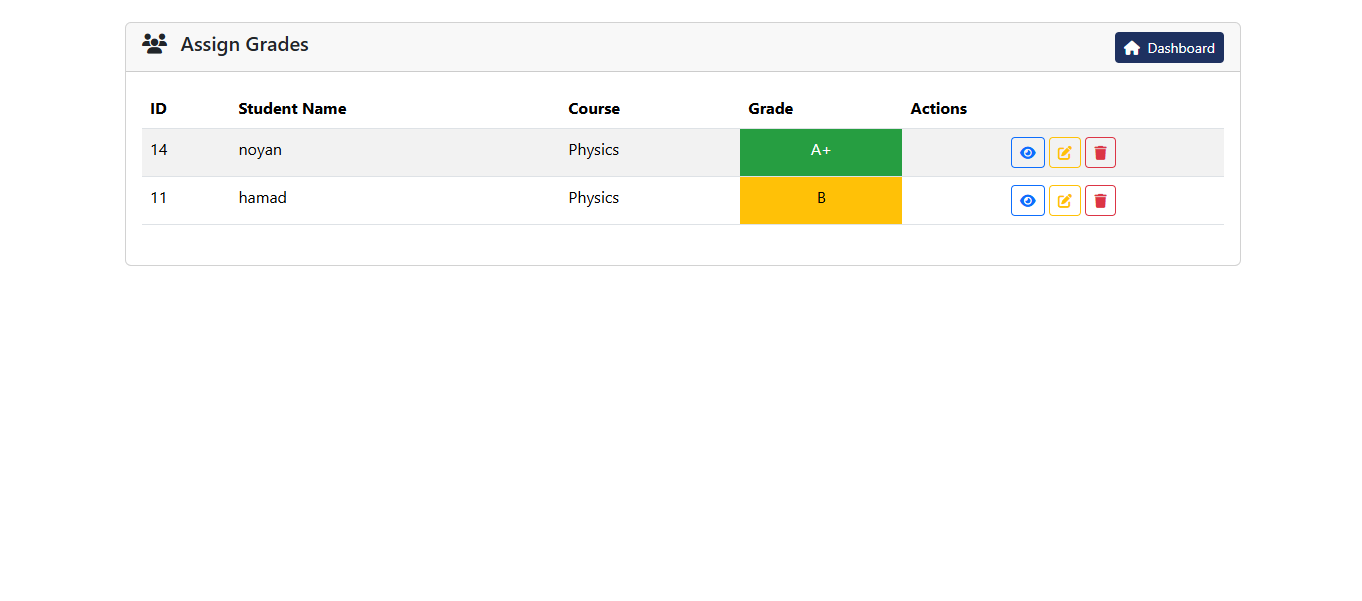 Assign Grades
Dashboard
ID Student Name Course Grade Actions
14 noyan Physics A+
11 hamad Physics B